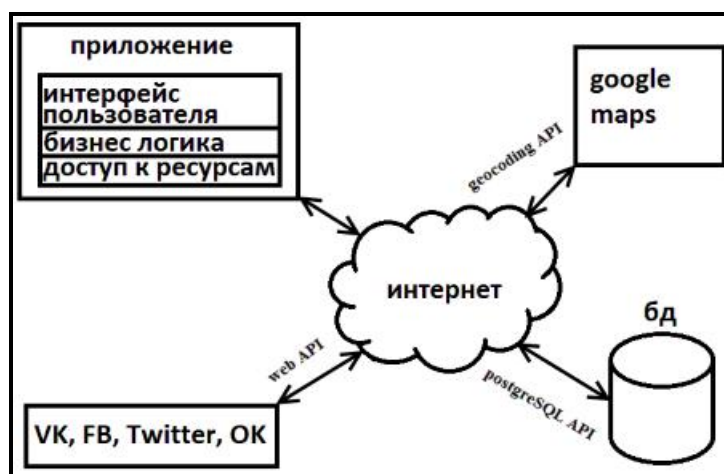 приложение
интерфейс
пользователя
бизнес логика
доступ к ресурсам
google
maps
geocoding API
интернет
бд
web API
postgreSQL API
VK, FB, Twitter, OK